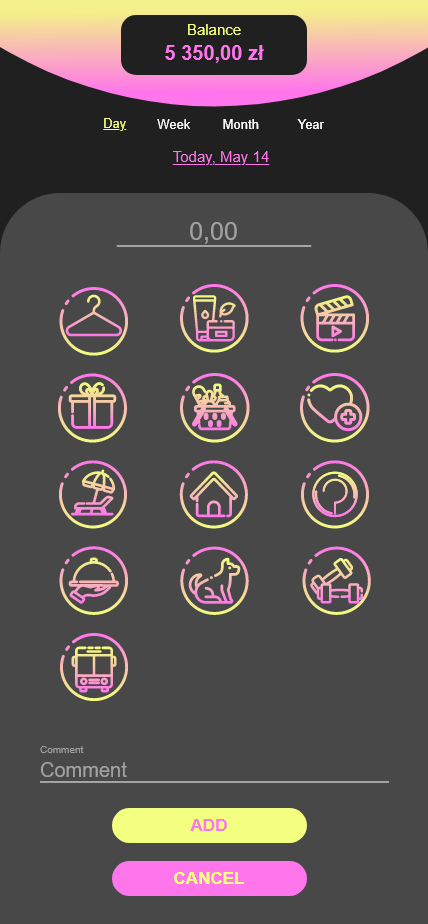 Balance
5 350,00 zł
Day Week Month Year
Today, May 14
0,00
Comment
Comment
ADD
CANCEL